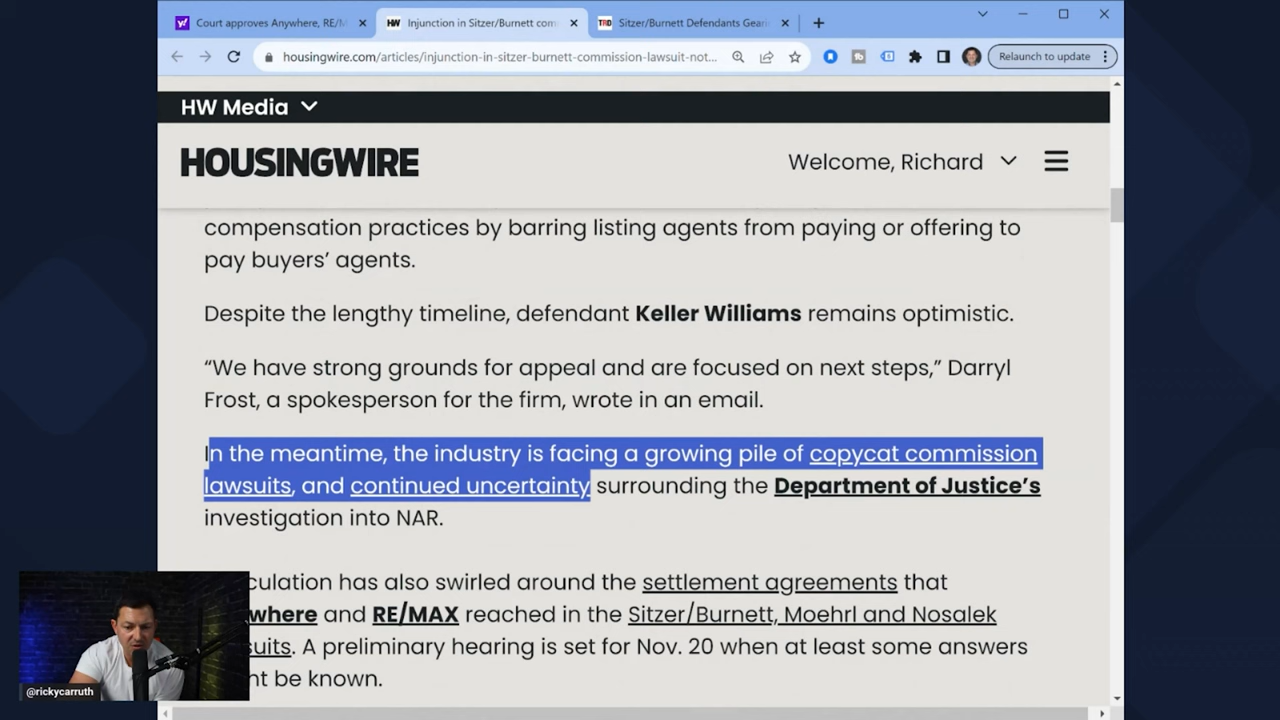 Court approves Anywhere, RE/M
HW
Injunction in Sitzer/Burnett com
TRD
Sitzer/Burnett Defendants Geari
housingwire.com/articles/injunction-in-sitzer-burnett-commission-lawsuit-not...
Relaunch to update
HW Media
HOUSINGWIRE
Welcome, Richard
compensation practices by barring listing agents from paying or offering to
pay buyers’ agents.
Despite the lengthy timeline, defendant Keller Williams remains optimistic.
“We have strong grounds for appeal and are focused on next steps,” Darryl
Frost, a spokesperson for the firm, wrote in an email.
In the meantime, the industry is facing a growing pile of copycat commission
lawsuits, and continued uncertainty surrounding the Department of Justice’s
investigation into NAR.
culation has also swirled around the settlement agreements that
where and RE/MAX reached in the Sitzer/Burnett, Moehrl and Nosalek
suits. A preliminary hearing is set for Nov. 20 when at least some answers
ht be known.
@rickycarruth